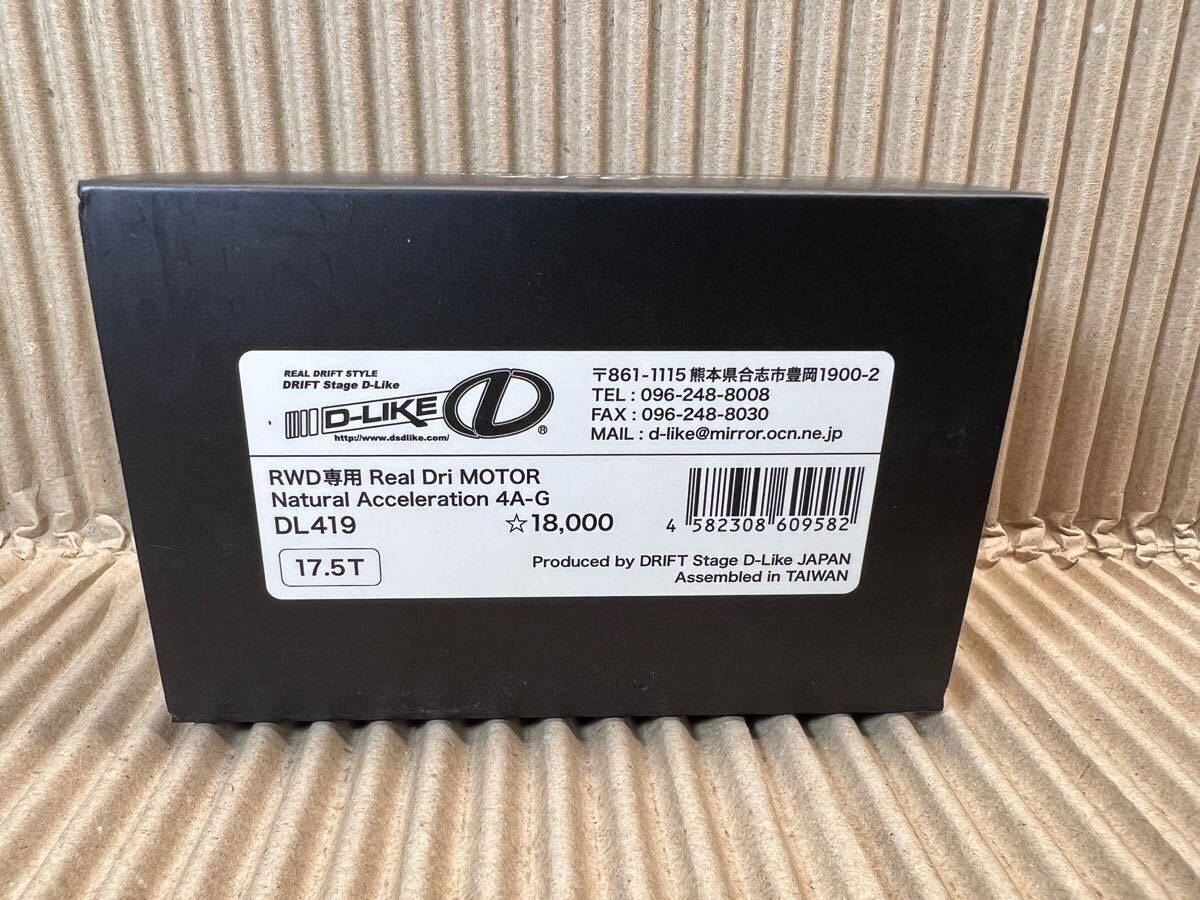 REAL DRIFT STYLE
DRIFT Stage D-Like
D-LIKE
®
http://www.dsdlike.com/
〒861-1115 熊本県合志市豊岡1900-2
TEL : 096-248-8008
FAX : 096-248-8030
MAIL : d-like@mirror.ocn.ne.jp
RWD専用 Real Dri MOTOR
Natural Acceleration 4A-G
DL419 ☆18,000
4 582308 609582
17.5T
Produced by DRIFT Stage D-Like JAPAN
Assembled in TAIWAN